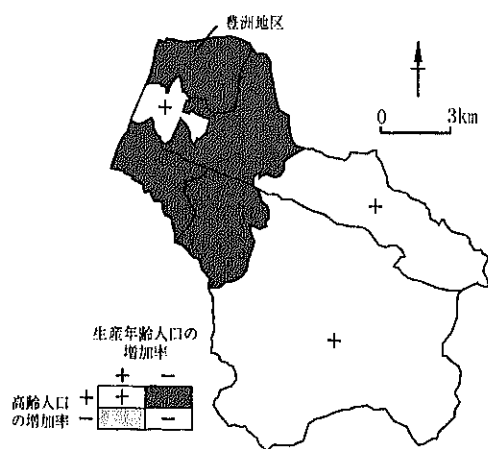 豊洲地区
+
0 3km
+
+
生産年齢人口の
増加率
+ -
高齢人口
の増加率
+ +
- -